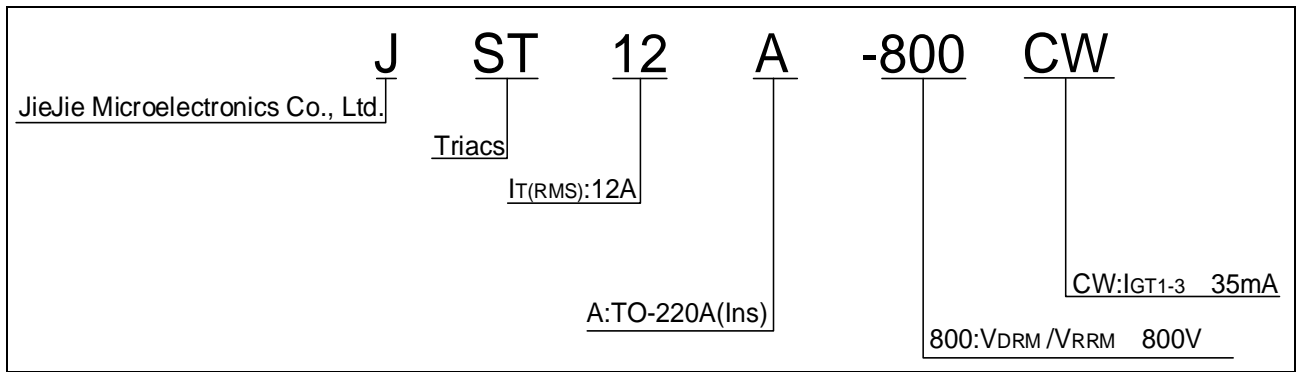 J ST 12 A -800 CW
JieJie Microelectronics Co., Ltd.
Triacs
IT(RMS):12A
CW:IGT1-3 35mA
A:TO-220A(Ins)
800:VDRM /VRRM 800V